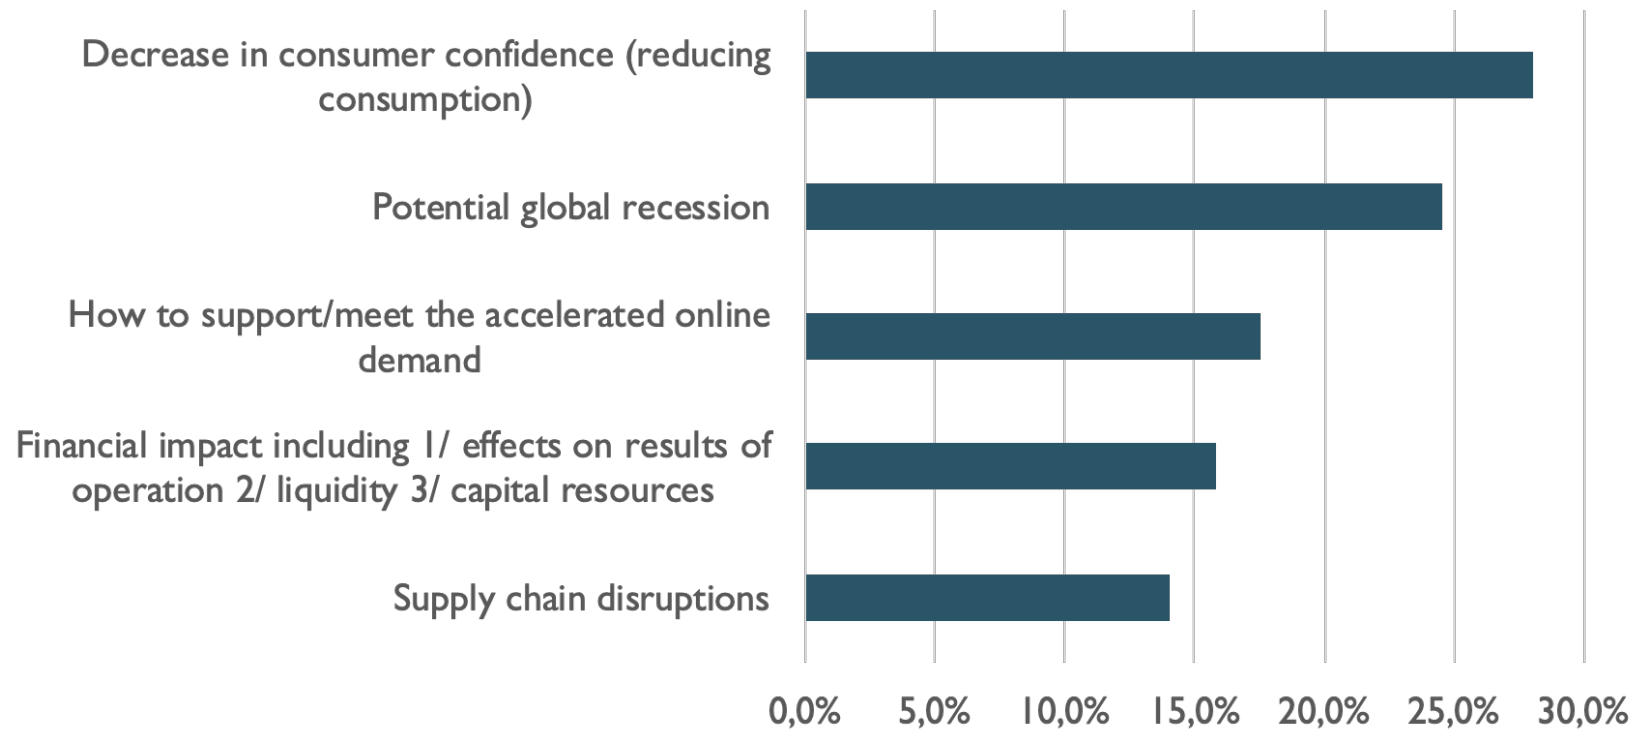 Decrease in consumer confidence (reducing
consumption)
Potential global recession
How to support/meet the accelerated online
demand
Financial impact including 1/ effects on results of
operation 2/ liquidity 3/ capital resources
Supply chain disruptions
0,0% 5,0% 10,0% 15,0% 20,0% 25,0% 30,0%